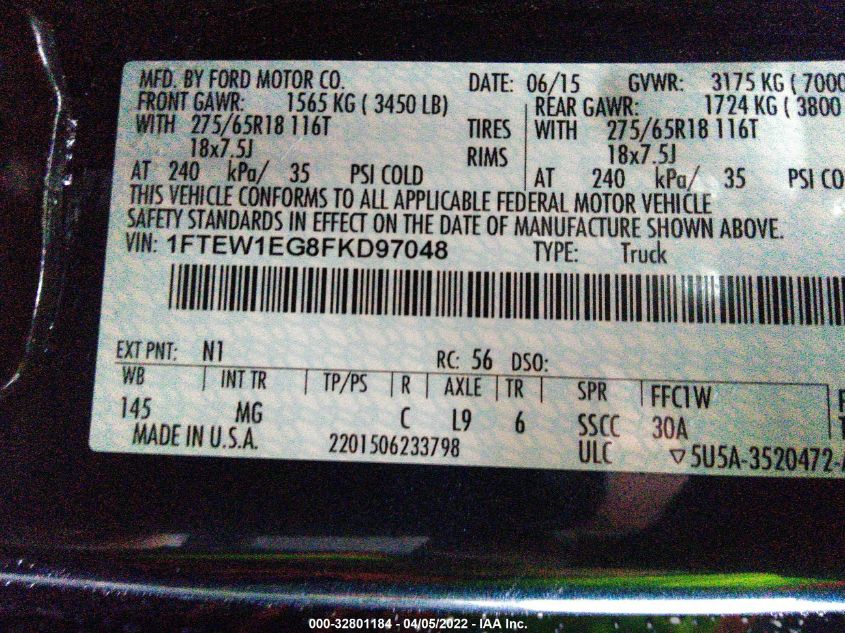 MFD. BY FORD MOTOR CO. DATE: 06/15 GVWR: 3175 KG ( 7000
FRONT GAWR: 1565 KG ( 3450 LB) REAR GAWR: 1724 KG ( 3800
WITH 275/65R18 116T TIRES WITH 275/65R18 116T
18x7.5J RIMS 18x7.5J
AT 240 kPa/ 35 PSI COLD AT 240 kPa/ 35 PSI CO
THIS VEHICLE CONFORMS TO ALL APPLICABLE FEDERAL MOTOR VEHICLE
SAFETY STANDARDS IN EFFECT ON THE DATE OF MANUFACTURE SHOWN ABOVE.
VIN: 1FTEW1EG8FKD97048 TYPE: Truck
EXT PNT: N1 RC: 56 DSO:
WB INT TR TP/PS R AXLE TR SPR FFC1W
145 MG C L9 6 SSCC 30A
MADE IN U.S.A. 2201506233798 ULC ▽5U5A-3520472-
000-32801184 - 04/05/2022 - IAA Inc.